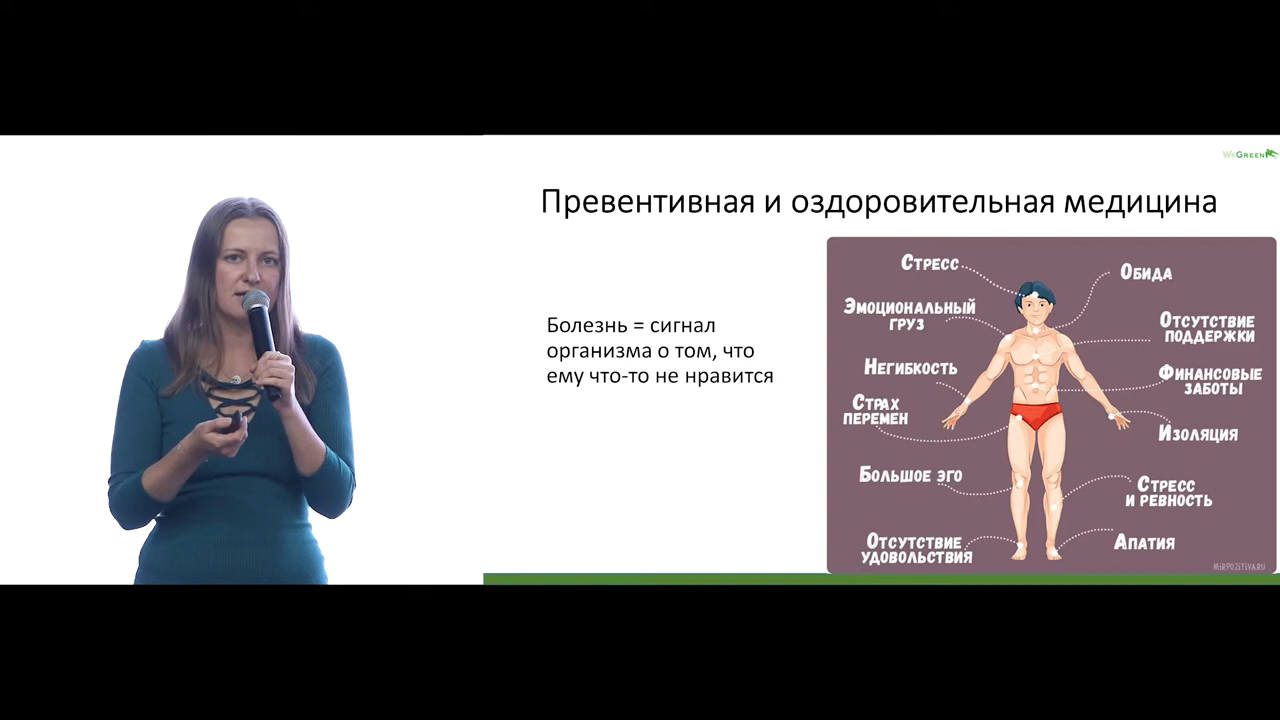 WeGreen
Превентивная и оздоровительная медицина
Болезнь = сигнал
организма о том, что
ему что-то не нравится
Стресс
Обида
Эмоциональный
груз
Отсутствие
поддержки
Негибкость
Финансовые
заботы
Страх
перемен
Изоляция
Большое эго
Стресс
и ревность
Отсутствие
удовольствия
Апатия
MIRPOZITIVA.RU